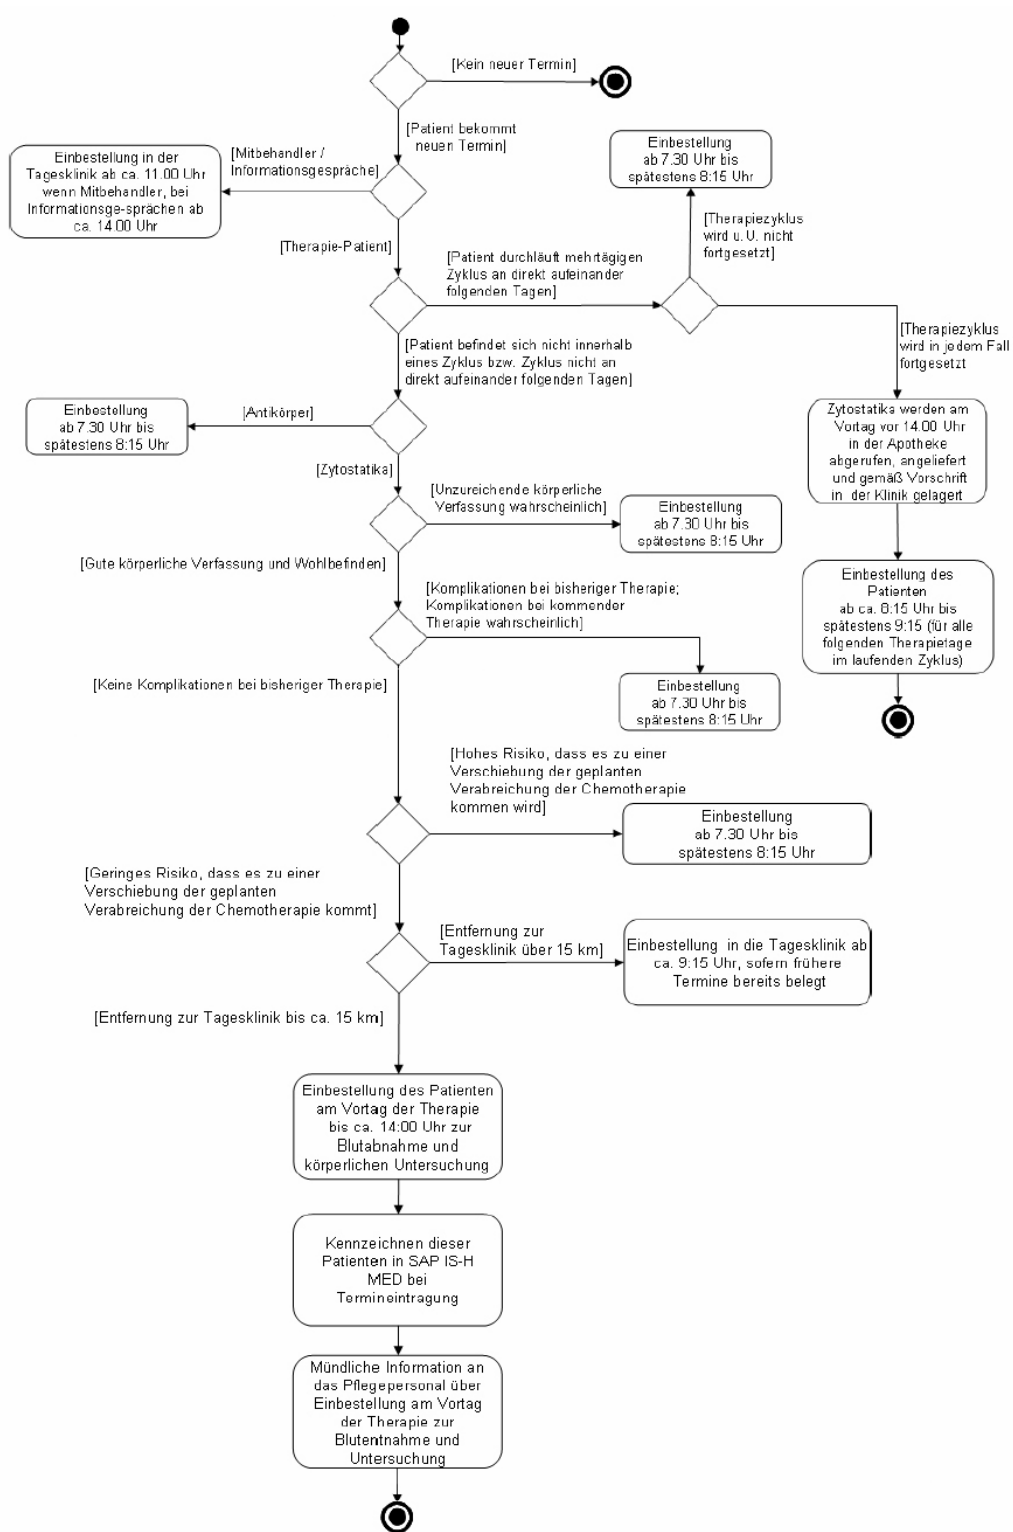 [Kein neuer Termin]
[Patient bekommt
neuen Termin]
Einbestellung in der
Tagesklinik ab ca. 11.00 Uhr
wenn Mitbehandler, bei
Informationsge-sprächen ab
ca. 14.00 Uhr
[Mitbehandler /
Informationsgespräche]
Einbestellung
ab 7.30 Uhr bis
spätestens 8:15 Uhr
[Therapiezyklus
wird u. U. nicht
fortgesetzt]
[Therapie-Patient]
[Patient durchläuft mehrtägigen
Zyklus an direkt aufeinander
folgenden Tagen]
[Therapiezyklus
wird in jedem Fall
fortgesetzt
[Patient befindet sich nicht innerhalb
eines Zyklus bzw. Zyklus nicht an
direkt aufeinander folgenden Tagen]
Einbestellung
ab 7.30 Uhr bis
spätestens 8:15 Uhr
[Antikörper]
Zytostatika werden am
Vortag vor 14.00 Uhr
in der Apotheke
abgerufen, angeliefert
und gemäß Vorschrift
in der Klinik gelagert
[Zytostatika]
[Unzureichende körperliche
Verfassung wahrscheinlich]
Einbestellung
ab 7.30 Uhr bis
spätestens 8:15 Uhr
[Gute körperliche Verfassung und Wohlbefinden]
Einbestellung des
Patienten
ab ca. 8:15 Uhr bis
spätestens 9:15 (für alle
folgenden Therapietage
im laufenden Zyklus)
[Komplikationen bei bisheriger Therapie;
Komplikationen bei kommender
Therapie wahrscheinlich]
[Keine Komplikationen bei bisheriger Therapie]
Einbestellung
ab 7.30 Uhr bis
spätestens 8:15 Uhr
[Hohes Risiko, dass es zu einer
Verschiebung der geplanten
Verabreichung der Chemotherapie
kommen wird]
Einbestellung
ab 7.30 Uhr bis
spätestens 8:15 Uhr
[Geringes Risiko, dass es zu einer
Verschiebung der geplanten
Verabreichung der Chemotherapie kommt]
[Entfernung zur
Tagesklinik über 15 km]
Einbestellung in die Tagesklinik ab
ca. 9:15 Uhr, sofern frühere
Termine bereits belegt
[Entfernung zur Tagesklinik bis ca. 15 km]
Einbestellung des Patienten
am Vortag der Therapie
bis ca. 14:00 Uhr zur
Blutabnahme und
körperlichen Untersuchung
Kennzeichnen dieser
Patienten in SAP IS-H
MED bei
Termineintragung
Mündliche Information an
das Pflegepersonal über
Einbestellung am Vortag
der Therapie zur
Blutentnahme und
Untersuchung